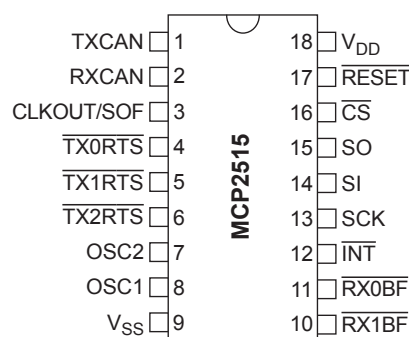 TXCAN 1
RXCAN 2
CLKOUT/SOF 3
TX0RTS 4
TX1RTS 5
TX2RTS 6
OSC2 7
OSC1 8
VSS 9
MCP2515
18 VDD
17 RESET
16 CS
15 SO
14 SI
13 SCK
12 INT
11 RX0BF
10 RX1BF